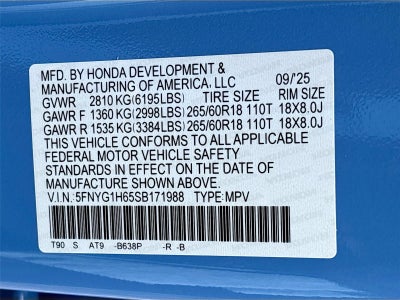 MFD. BY HONDA DEVELOPMENT &
MANUFACTURING OF AMERICA, LLC 09/'25
GVWR 2810 KG(6195LBS) TIRE SIZE RIM SIZE
GAWR F 1360 KG(2998LBS) 265/60R18 110T 18X8.0J
GAWR R 1535 KG(3384LBS) 265/60R18 110T 18X8.0J
THIS VEHICLE CONFORMS TO ALL APPLICABLE
FEDERAL MOTOR VEHICLE SAFETY
STANDARDS IN EFFECT ON THE DATE OF
MANUFACTURE SHOWN ABOVE.
V.I.N.: 5FNYG1H65SB171988 TYPE: MPV
T90 S AT9 -B638P -R -B